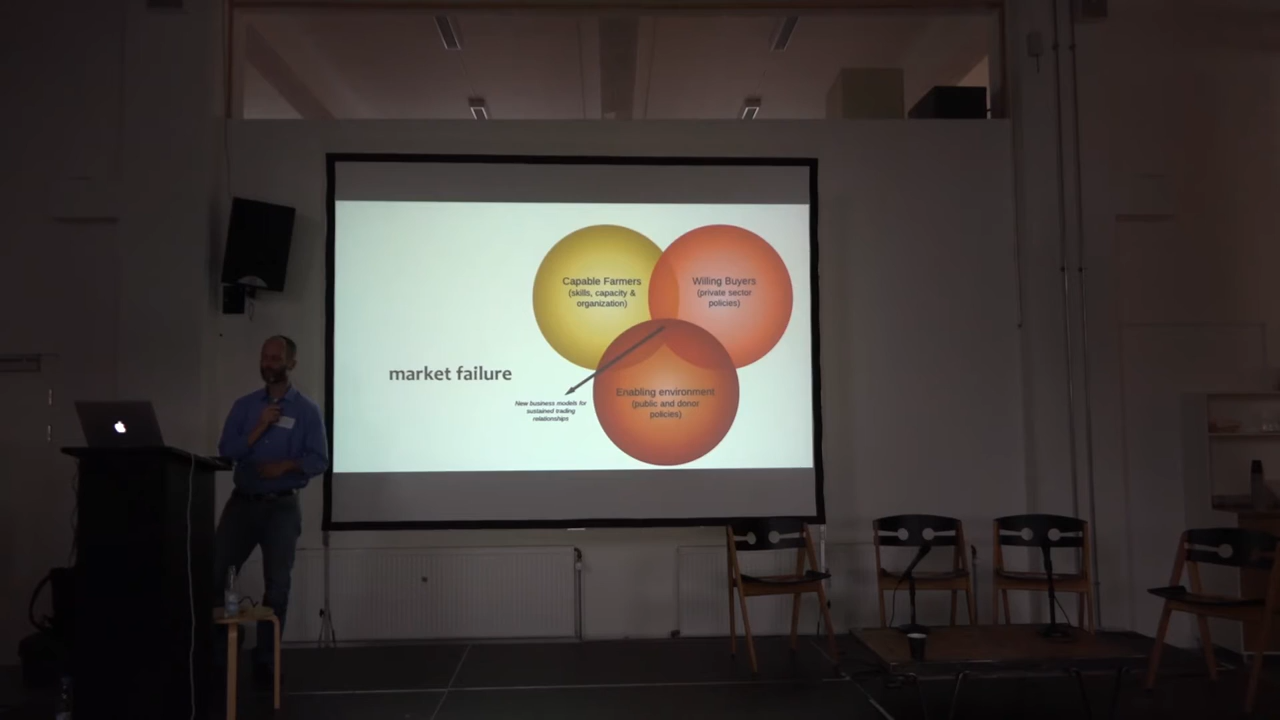 Capable Farmers
(skills, capacity &
organization)
Willing Buyers
(private sector
policies)
market failure
Enabling environment
(public and donor
policies)
New business models for
sustained trading
relationships